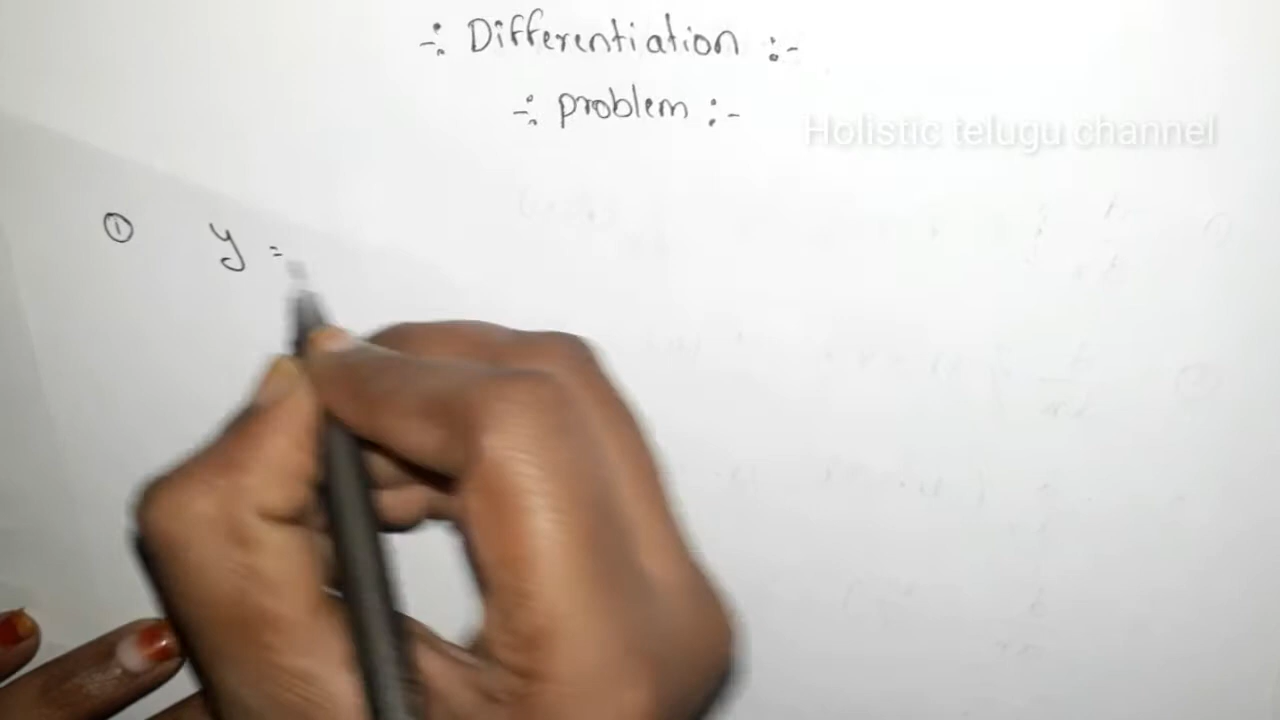 -: Differentiation :-
-: problem :-
Holistic telugu channel
① y =